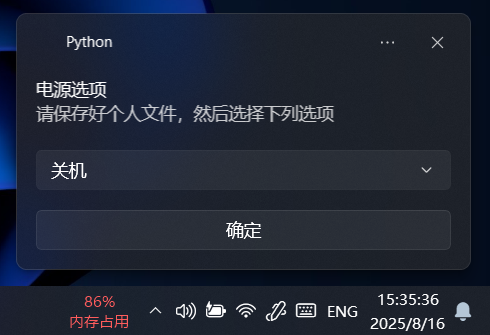 Python
电源选项
请保存好个人文件，然后选择下列选项
关机
确定
86%
内存占用
ENG
15:35:36
2025/8/16